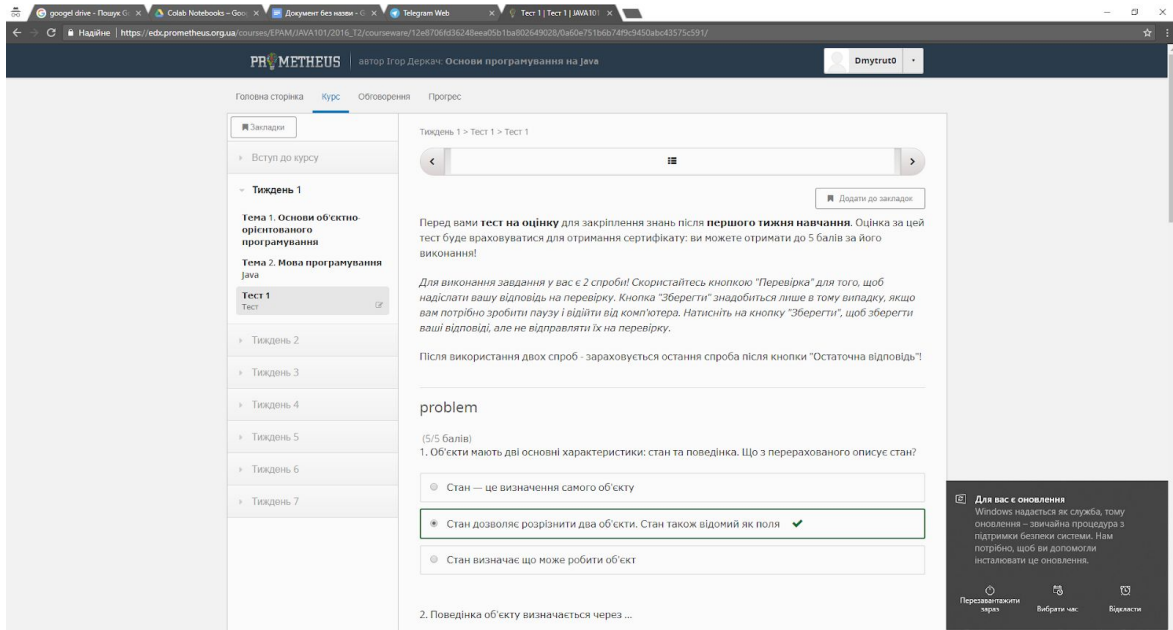 googel drive - Пошук G
Colab Notebooks – Goo
Документ без назви - G
Telegram Web
Тест 1 | Тест 1 | JAVA101
Надійне | https://edx.prometheus.org.ua/courses/EPAM/JAVA101/2016_T2/courseware/12e8706fd36248eea05b1ba802649028/0a60e751b6b74f9c9450abc43575c591/
PROMETHEUS
автор Ігор Деркач: Основи програмування на Java
Dmytrut0
Головна сторінка Курс Обговорення Прогрес
Закладки
Вступ до курсу
Тиждень 1
Тема 1. Основи об'єктно-
орієнтованого
програмування
Тема 2. Мова програмування
Java
Тест 1
Тест
Тиждень 2
Тиждень 3
Тиждень 4
Тиждень 5
Тиждень 6
Тиждень 7
Тиждень 1 > Тест 1 > Тест 1
Додати до закладок
Перед вами тест на оцінку для закріплення знань після першого тижня навчання. Оцінка за цей
тест буде враховуватися для отримання сертифікату: ви можете отримати до 5 балів за його
виконання!
Для виконання завдання у вас є 2 спроби! Скористайтесь кнопкою "Перевірка" для того, щоб
надіслати вашу відповідь на перевірку. Кнопка "Зберегти" знадобиться лише в тому випадку, якщо
вам потрібно зробити паузу і відійти від комп'ютера. Натисніть на кнопку "Зберегти", щоб зберегти
ваші відповіді, але не відправляти їх на перевірку.
Після використання двох спроб - зараховується остання спроба після кнопки "Остаточна відповідь"!
problem
(5/5 балів)
1. Об'єкти мають дві основні характеристики: стан та поведінка. Що з перерахованого описує стан?
Стан — це визначення самого об'єкту
Стан дозволяє розрізнити два об'єкти. Стан також відомий як поля
Стан визначає що може робити об'єкт
2. Поведінка об'єкту визначається через ...
Для вас є оновлення
Windows надається як служба, тому
оновлення – звичайна процедура з
підтримки безпеки системи. Нам
потрібно, щоб ви допомогли
інсталювати це оновлення.
Перезавантажити
зараз
Вибрати час
Відкласти